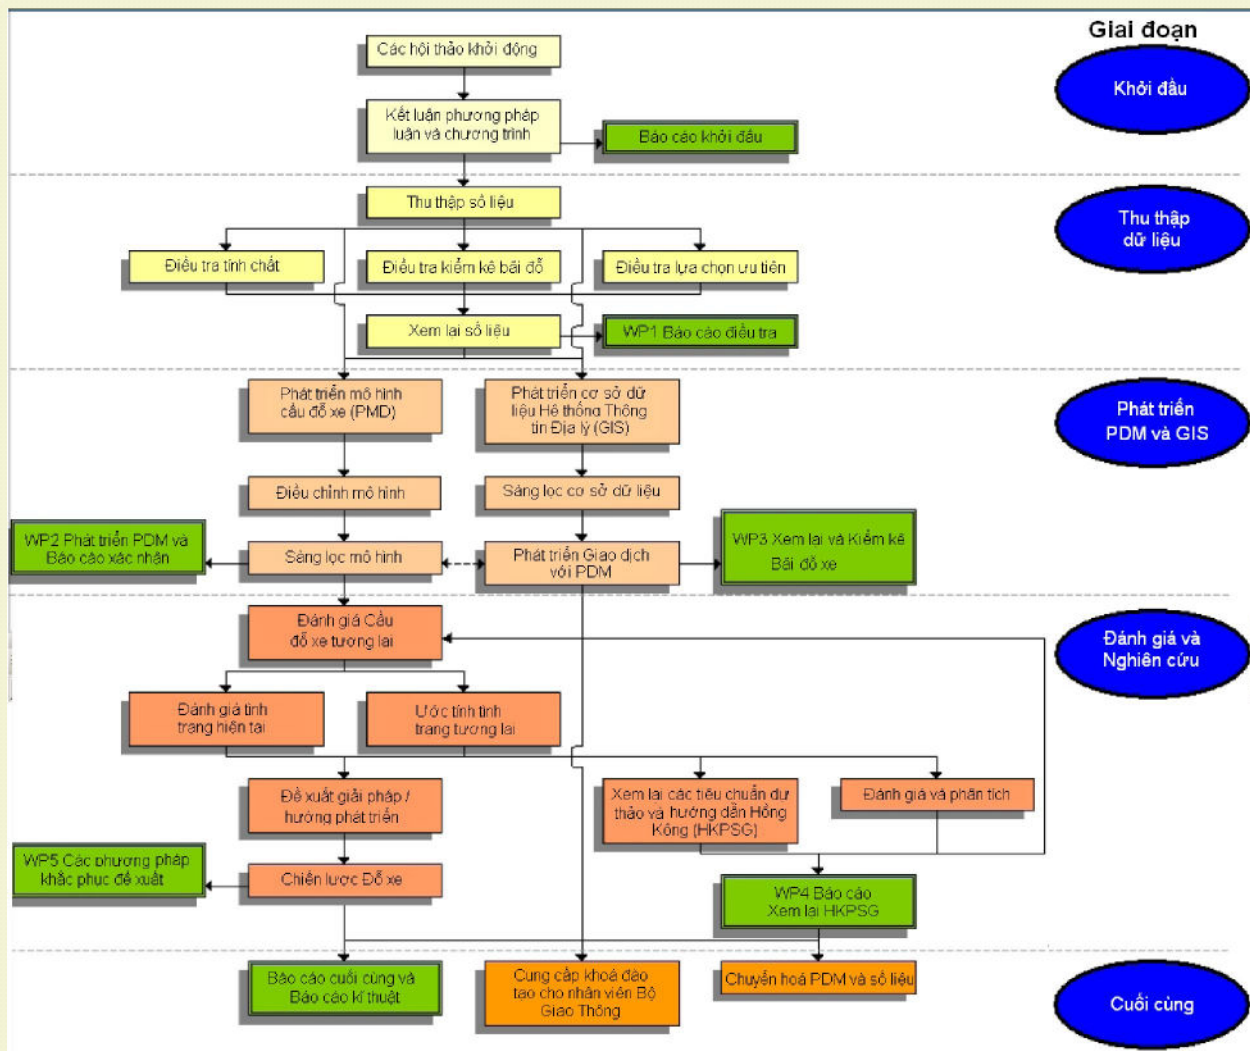 Giai đoạn
Các hội thảo khởi động
Khởi đầu
Kết luận phương pháp
luận và chương trình
Báo cáo khởi đầu
Thu thập số liệu
Thu thập
dữ liệu
Điều tra tính chất
Điều tra kiểm kê bãi đỗ
Điều tra lựa chọn ưu tiên
Xem lại số liệu
WP1 Báo cáo điều tra
Phát triển mô hình
cầu đỗ xe (PMD)
Phát triển cơ sở dữ
liệu Hệ thống Thông
tin Địa lý (GIS)
Phát triển
PDM và GIS
Điều chỉnh mô hình
Sàng lọc cơ sở dữ liệu
WP2 Phát triển PDM và
Báo cáo xác nhận
Sàng lọc mô hình
Phát triển Giao dịch
với PDM
WP3 Xem lại và Kiểm kê
Bãi đỗ xe
Đánh giá Cầu
đỗ xe tương lai
Đánh giá và
Nghiên cứu
Đánh giá tình
trạng hiện tại
Ước tính tình
trạng tương lai
Đề xuất giải pháp /
hướng phát triển
Xem lại các tiêu chuẩn dự
thảo và hướng dẫn Hồng
Kông (HKPSG)
Đánh giá và phân tích
WP5 Các phương pháp
khắc phục đề xuất
Chiến lược Đỗ xe
WP4 Báo cáo
Xem lại HKPSG
Báo cáo cuối cùng và
Báo cáo kĩ thuật
Cung cấp khoá đào
tạo cho nhân viên Bộ
Giao Thông
Chuyển hoá PDM và số liệu
Cuối cùng